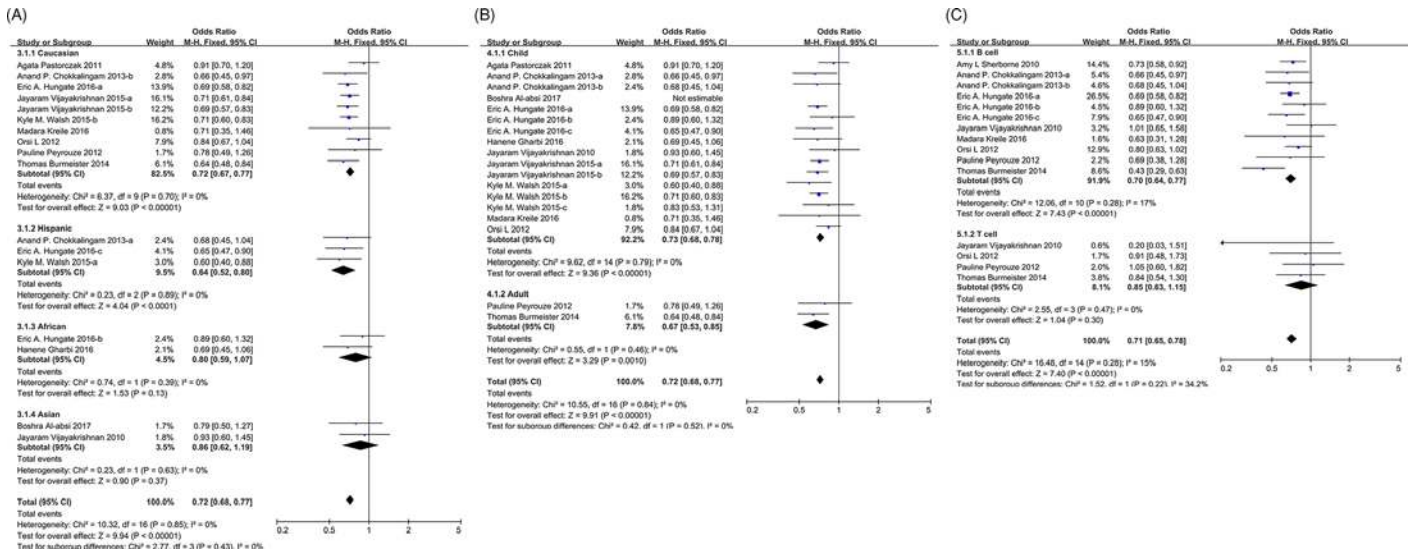 (A)
Odds Ratio Odds Ratio
Study or Subgroup Weight M-H. Fixed. 95% CI M-H. Fixed. 95% CI
3.1.1 Caucasian
Agata Pastorczak 2011 4.8% 0.91 [0.70, 1.20]
Anand P. Chokkalingam 2013-b 2.8% 0.66 [0.45, 0.97]
Eric A. Hungate 2016-a 13.9% 0.69 [0.58, 0.82]
Jayaram Vijayakrishnan 2015-a 16.1% 0.71 [0.61, 0.84]
Jayaram Vijayakrishnan 2015-b 12.2% 0.69 [0.57, 0.83]
Kyle M. Walsh 2015-b 16.2% 0.71 [0.60, 0.83]
Madara Kreile 2016 0.8% 0.71 [0.35, 1.46]
Orsi L 2012 7.9% 0.84 [0.67, 1.04]
Pauline Peyrouze 2012 1.7% 0.78 [0.49, 1.26]
Thomas Burmeister 2014 6.1% 0.64 [0.48, 0.84]
Subtotal (95% CI) 82.5% 0.72 [0.67, 0.77]
Total events
Heterogeneity: Chi² = 6.37, df = 9 (P = 0.70); I² = 0%
Test for overall effect: Z = 9.03 (P < 0.00001)
3.1.2 Hispanic
Anand P. Chokkalingam 2013-a 2.4% 0.68 [0.45, 1.04]
Eric A. Hungate 2016-c 4.1% 0.65 [0.47, 0.90]
Kyle M. Walsh 2015-a 3.0% 0.60 [0.40, 0.88]
Subtotal (95% CI) 9.5% 0.64 [0.52, 0.80]
Total events
Heterogeneity: Chi² = 0.23, df = 2 (P = 0.89); I² = 0%
Test for overall effect: Z = 4.04 (P < 0.0001)
3.1.3 African
Eric A. Hungate 2016-b 2.4% 0.89 [0.60, 1.32]
Hanene Gharbi 2016 2.1% 0.69 [0.45, 1.06]
Subtotal (95% CI) 4.5% 0.80 [0.59, 1.07]
Total events
Heterogeneity: Chi² = 0.74, df = 1 (P = 0.39); I² = 0%
Test for overall effect: Z = 1.53 (P = 0.13)
3.1.4 Asian
Boshra Al-absi 2017 1.7% 0.79 [0.50, 1.27]
Jayaram Vijayakrishnan 2010 1.8% 0.93 [0.60, 1.45]
Subtotal (95% CI) 3.5% 0.86 [0.62, 1.19]
Total events
Heterogeneity: Chi² = 0.23, df = 1 (P = 0.63); I² = 0%
Test for overall effect: Z = 0.90 (P = 0.37)
Total (95% CI) 100.0% 0.72 [0.68, 0.77]
Total events
Heterogeneity: Chi² = 10.32, df = 16 (P = 0.85); I² = 0%
Test for overall effect: Z = 9.94 (P < 0.00001)
Test for subgroup differences: Chi² = 2.77, df = 3 (P = 0.43), I² = 0%
0.2 0.5 1 2 5
(B)
Odds Ratio Odds Ratio
Study or Subgroup Weight M-H. Fixed. 95% CI M-H. Fixed. 95% CI
4.1.1 Child
Agata Pastorczak 2011 4.8% 0.91 [0.70, 1.20]
Anand P. Chokkalingam 2013-a 2.8% 0.66 [0.45, 0.97]
Anand P. Chokkalingam 2013-b 2.4% 0.68 [0.45, 1.04]
Boshra Al-absi 2017 Not estimable
Eric A. Hungate 2016-a 13.9% 0.69 [0.58, 0.82]
Eric A. Hungate 2016-b 2.4% 0.89 [0.60, 1.32]
Eric A. Hungate 2016-c 4.1% 0.65 [0.47, 0.90]
Hanene Gharbi 2016 2.1% 0.69 [0.45, 1.06]
Jayaram Vijayakrishnan 2010 1.8% 0.93 [0.60, 1.45]
Jayaram Vijayakrishnan 2015-a 16.1% 0.71 [0.61, 0.84]
Jayaram Vijayakrishnan 2015-b 12.2% 0.69 [0.57, 0.83]
Kyle M. Walsh 2015-a 3.0% 0.60 [0.40, 0.88]
Kyle M. Walsh 2015-b 16.2% 0.71 [0.60, 0.83]
Kyle M. Walsh 2015-c 2.0% 0.83 [0.53, 1.31]
Madara Kreile 2016 0.8% 0.71 [0.35, 1.46]
Orsi L 2012 7.9% 0.84 [0.67, 1.04]
Subtotal (95% CI) 92.2% 0.73 [0.68, 0.78]
Total events
Heterogeneity: Chi² = 9.62, df = 14 (P = 0.79); I² = 0%
Test for overall effect: Z = 9.36 (P < 0.00001)
4.1.2 Adult
Pauline Peyrouze 2012 1.7% 0.78 [0.49, 1.26]
Thomas Burmeister 2014 6.1% 0.64 [0.48, 0.84]
Subtotal (95% CI) 7.8% 0.67 [0.53, 0.85]
Total events
Heterogeneity: Chi² = 0.55, df = 1 (P = 0.46); I² = 0%
Test for overall effect: Z = 3.29 (P = 0.0010)
Total (95% CI) 100.0% 0.72 [0.68, 0.77]
Total events
Heterogeneity: Chi² = 10.55, df = 16 (P = 0.84); I² = 0%
Test for overall effect: Z = 9.91 (P < 0.00001)
Test for subgroup differences: Chi² = 0.42, df = 1 (P = 0.52), I² = 0%
0.2 0.5 1 2 5
(C)
Odds Ratio Odds Ratio
Study or Subgroup Weight M-H. Fixed. 95% CI M-H. Fixed. 95% CI
5.1.1 B cell
Amy L Sherborne 2010 14.4% 0.73 [0.58, 0.92]
Anand P. Chokkalingam 2013-a 5.4% 0.66 [0.45, 0.97]
Anand P. Chokkalingam 2013-b 4.6% 0.68 [0.45, 1.04]
Eric A. Hungate 2016-a 26.5% 0.69 [0.58, 0.82]
Eric A. Hungate 2016-b 4.5% 0.89 [0.60, 1.32]
Eric A. Hungate 2016-c 7.9% 0.65 [0.47, 0.90]
Jayaram Vijayakrishnan 2010 3.2% 1.01 [0.65, 1.56]
Madara Kreile 2016 1.8% 0.63 [0.31, 1.28]
Orsi L 2012 12.9% 0.80 [0.63, 1.02]
Pauline Peyrouze 2012 2.2% 0.69 [0.38, 1.28]
Thomas Burmeister 2014 8.5% 0.43 [0.29, 0.63]
Subtotal (95% CI) 91.9% 0.70 [0.64, 0.77]
Total events
Heterogeneity: Chi² = 12.06, df = 10 (P = 0.28); I² = 17%
Test for overall effect: Z = 7.43 (P < 0.00001)
5.1.2 T cell
Jayaram Vijayakrishnan 2010 0.6% 0.20 [0.03, 1.51]
Orsi L 2012 1.7% 0.91 [0.48, 1.73]
Pauline Peyrouze 2012 2.0% 1.05 [0.60, 1.82]
Thomas Burmeister 2014 3.8% 0.84 [0.54, 1.30]
Subtotal (95% CI) 8.1% 0.85 [0.63, 1.15]
Total events
Heterogeneity: Chi² = 2.55, df = 3 (P = 0.47); I² = 0%
Test for overall effect: Z = 1.04 (P = 0.30)
Total (95% CI) 100.0% 0.71 [0.65, 0.78]
Total events
Heterogeneity: Chi² = 16.48, df = 14 (P = 0.28); I² = 15%
Test for overall effect: Z = 7.40 (P < 0.00001)
Test for subgroup differences: Chi² = 1.52, df = 1 (P = 0.22), I² = 34.2%
0.2 0.5 1 2 5